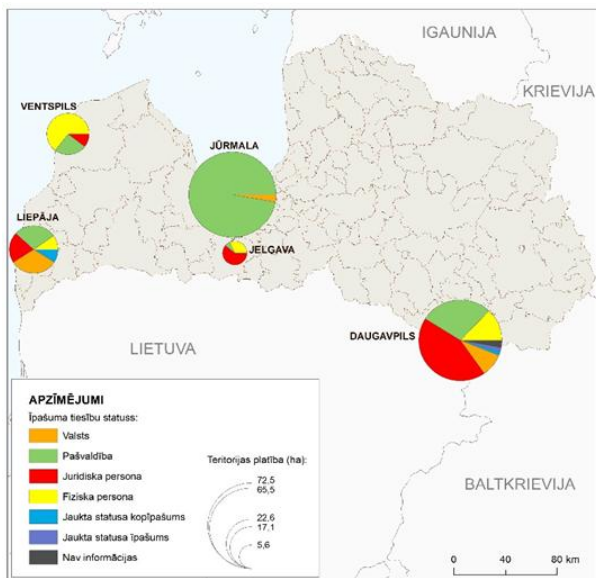 IGAUNIJA
KRIEVIJA
VENTSPILS
JŪRMALA
LIEPĀJA
JELGAVA
DAUGAVPILS
LIETUVA
BALTKRIEVIJA
APZĪMĒJUMI
Īpašuma tiesību statuss:
Valsts
Pašvaldība
Juridiska persona
Fiziska persona
Jaukta statusa kopīpašums
Jaukta statusa īpašums
Nav informācijas
Teritorijas platība (ha):
72,5
65,5
22,6
17,1
5,6
0 40 80 km